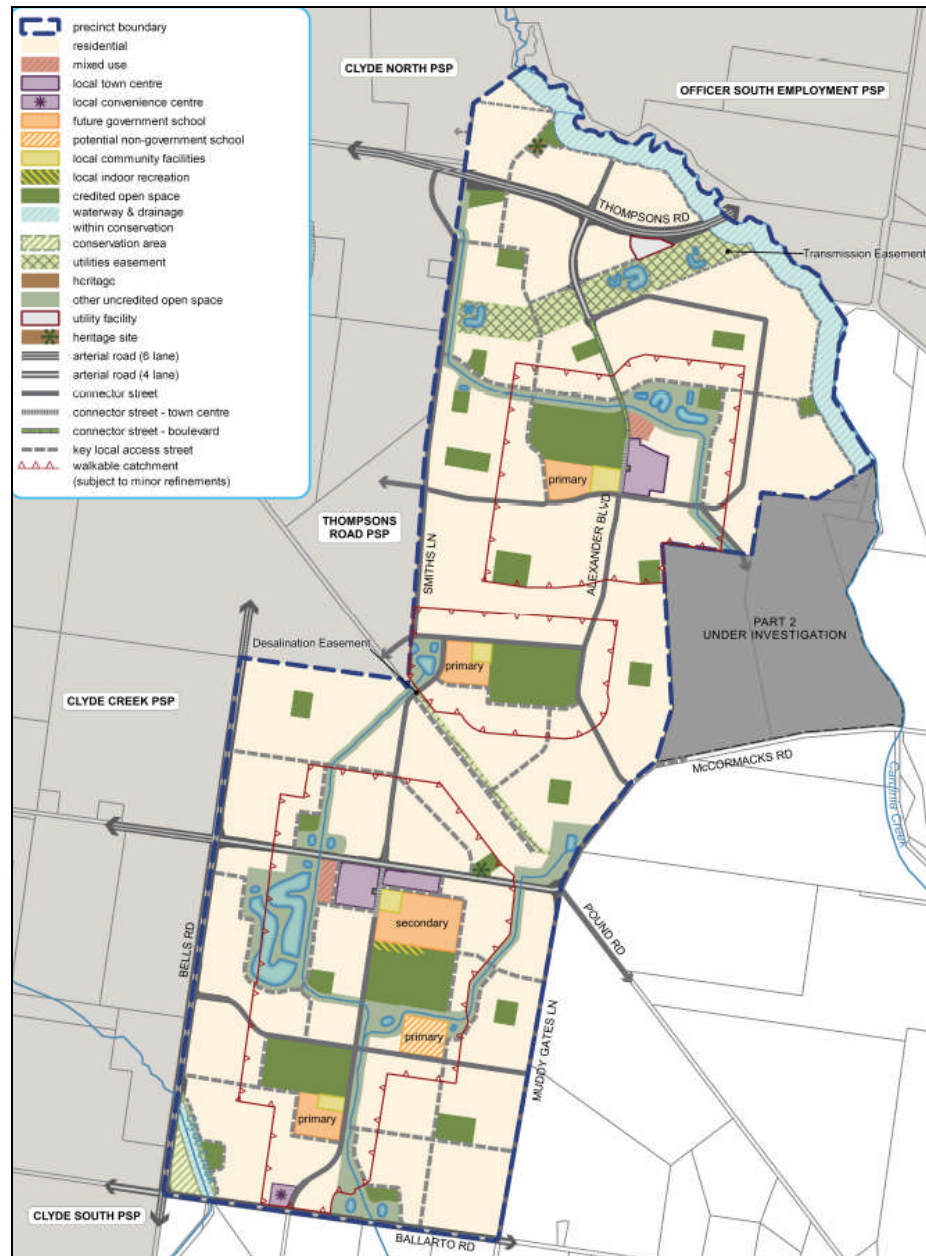 precinct boundary
residential
mixed use
local town centre
local convenience centre
future government school
potential non-government school
local community facilities
local indoor recreation
credited open space
waterway & drainage
within conservation
conservation area
utilities easement
heritage
other uncredited open space
utility facility
heritage site
arterial road (6 lane)
arterial road (4 lane)
connector street
connector street - town centre
connector street - boulevard
key local access street
walkable catchment
(subject to minor refinements)
CLYDE NORTH PSP
OFFICER SOUTH EMPLOYMENT PSP
THOMPSONS RD
Transmission Easement
primary
THOMPSONS
ROAD PSP
SMITHS LN
ALEXANDER BLVD
PART 2
UNDER INVESTIGATION
Desalination Easement
primary
CLYDE CREEK PSP
McCORMACKS RD
Cardinia Creek
secondary
POUND RD
BELLS RD
primary
MUDDY GATES LN
primary
CLYDE SOUTH PSP
BALLARTO RD